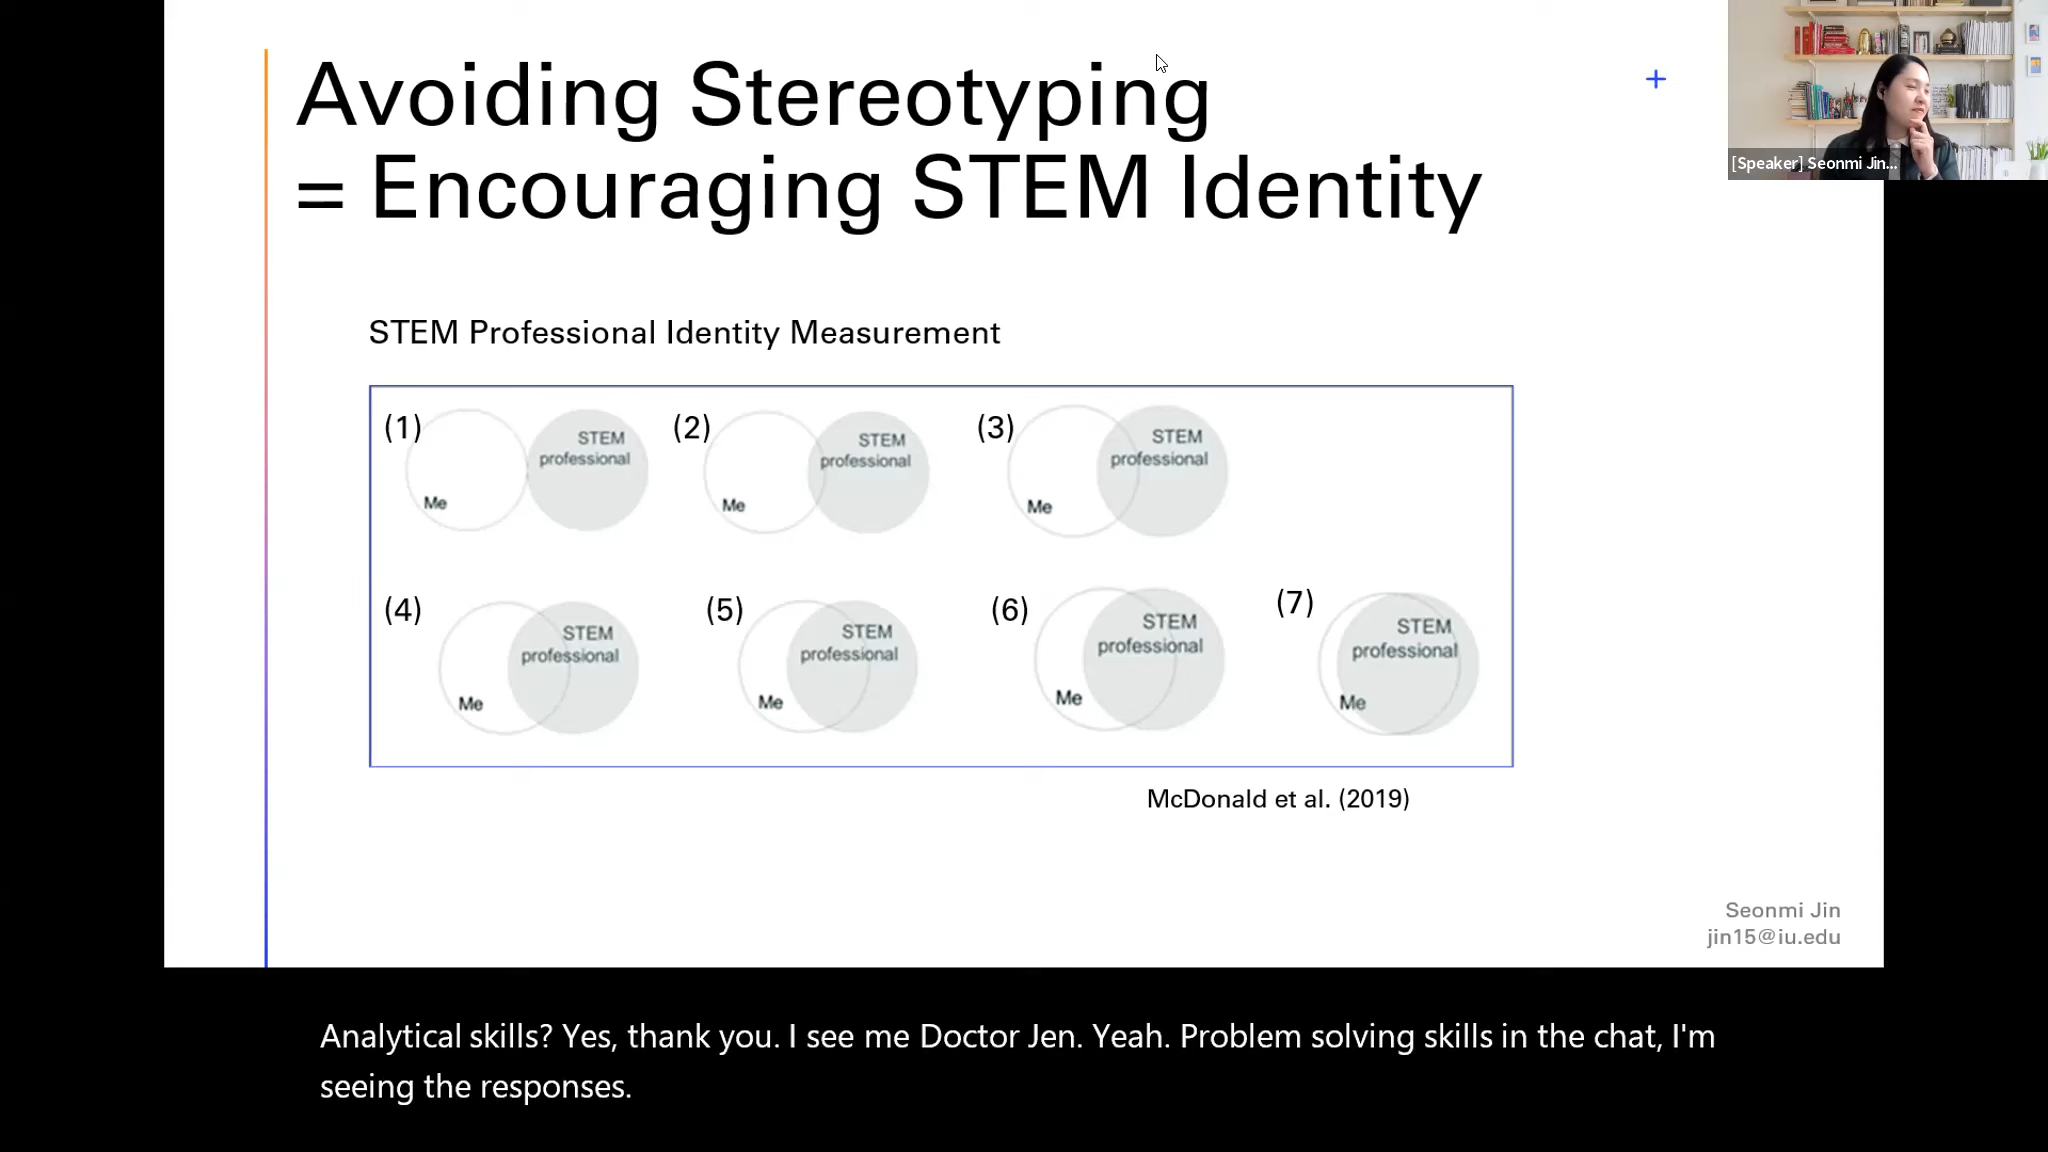 Avoiding Stereotyping
= Encouraging STEM Identity
[Speaker] Seonmi Jin...
STEM Professional Identity Measurement
(1)
STEM
professional
Me
(2)
STEM
professional
Me
(3)
STEM
professional
Me
(4)
STEM
professional
Me
(5)
STEM
professional
Me
(6)
STEM
professional
Me
(7)
STEM
professional
Me
McDonald et al. (2019)
Seonmi Jin
jin15@iu.edu
Analytical skills? Yes, thank you. I see me Doctor Jen. Yeah. Problem solving skills in the chat, I'm
seeing the responses.